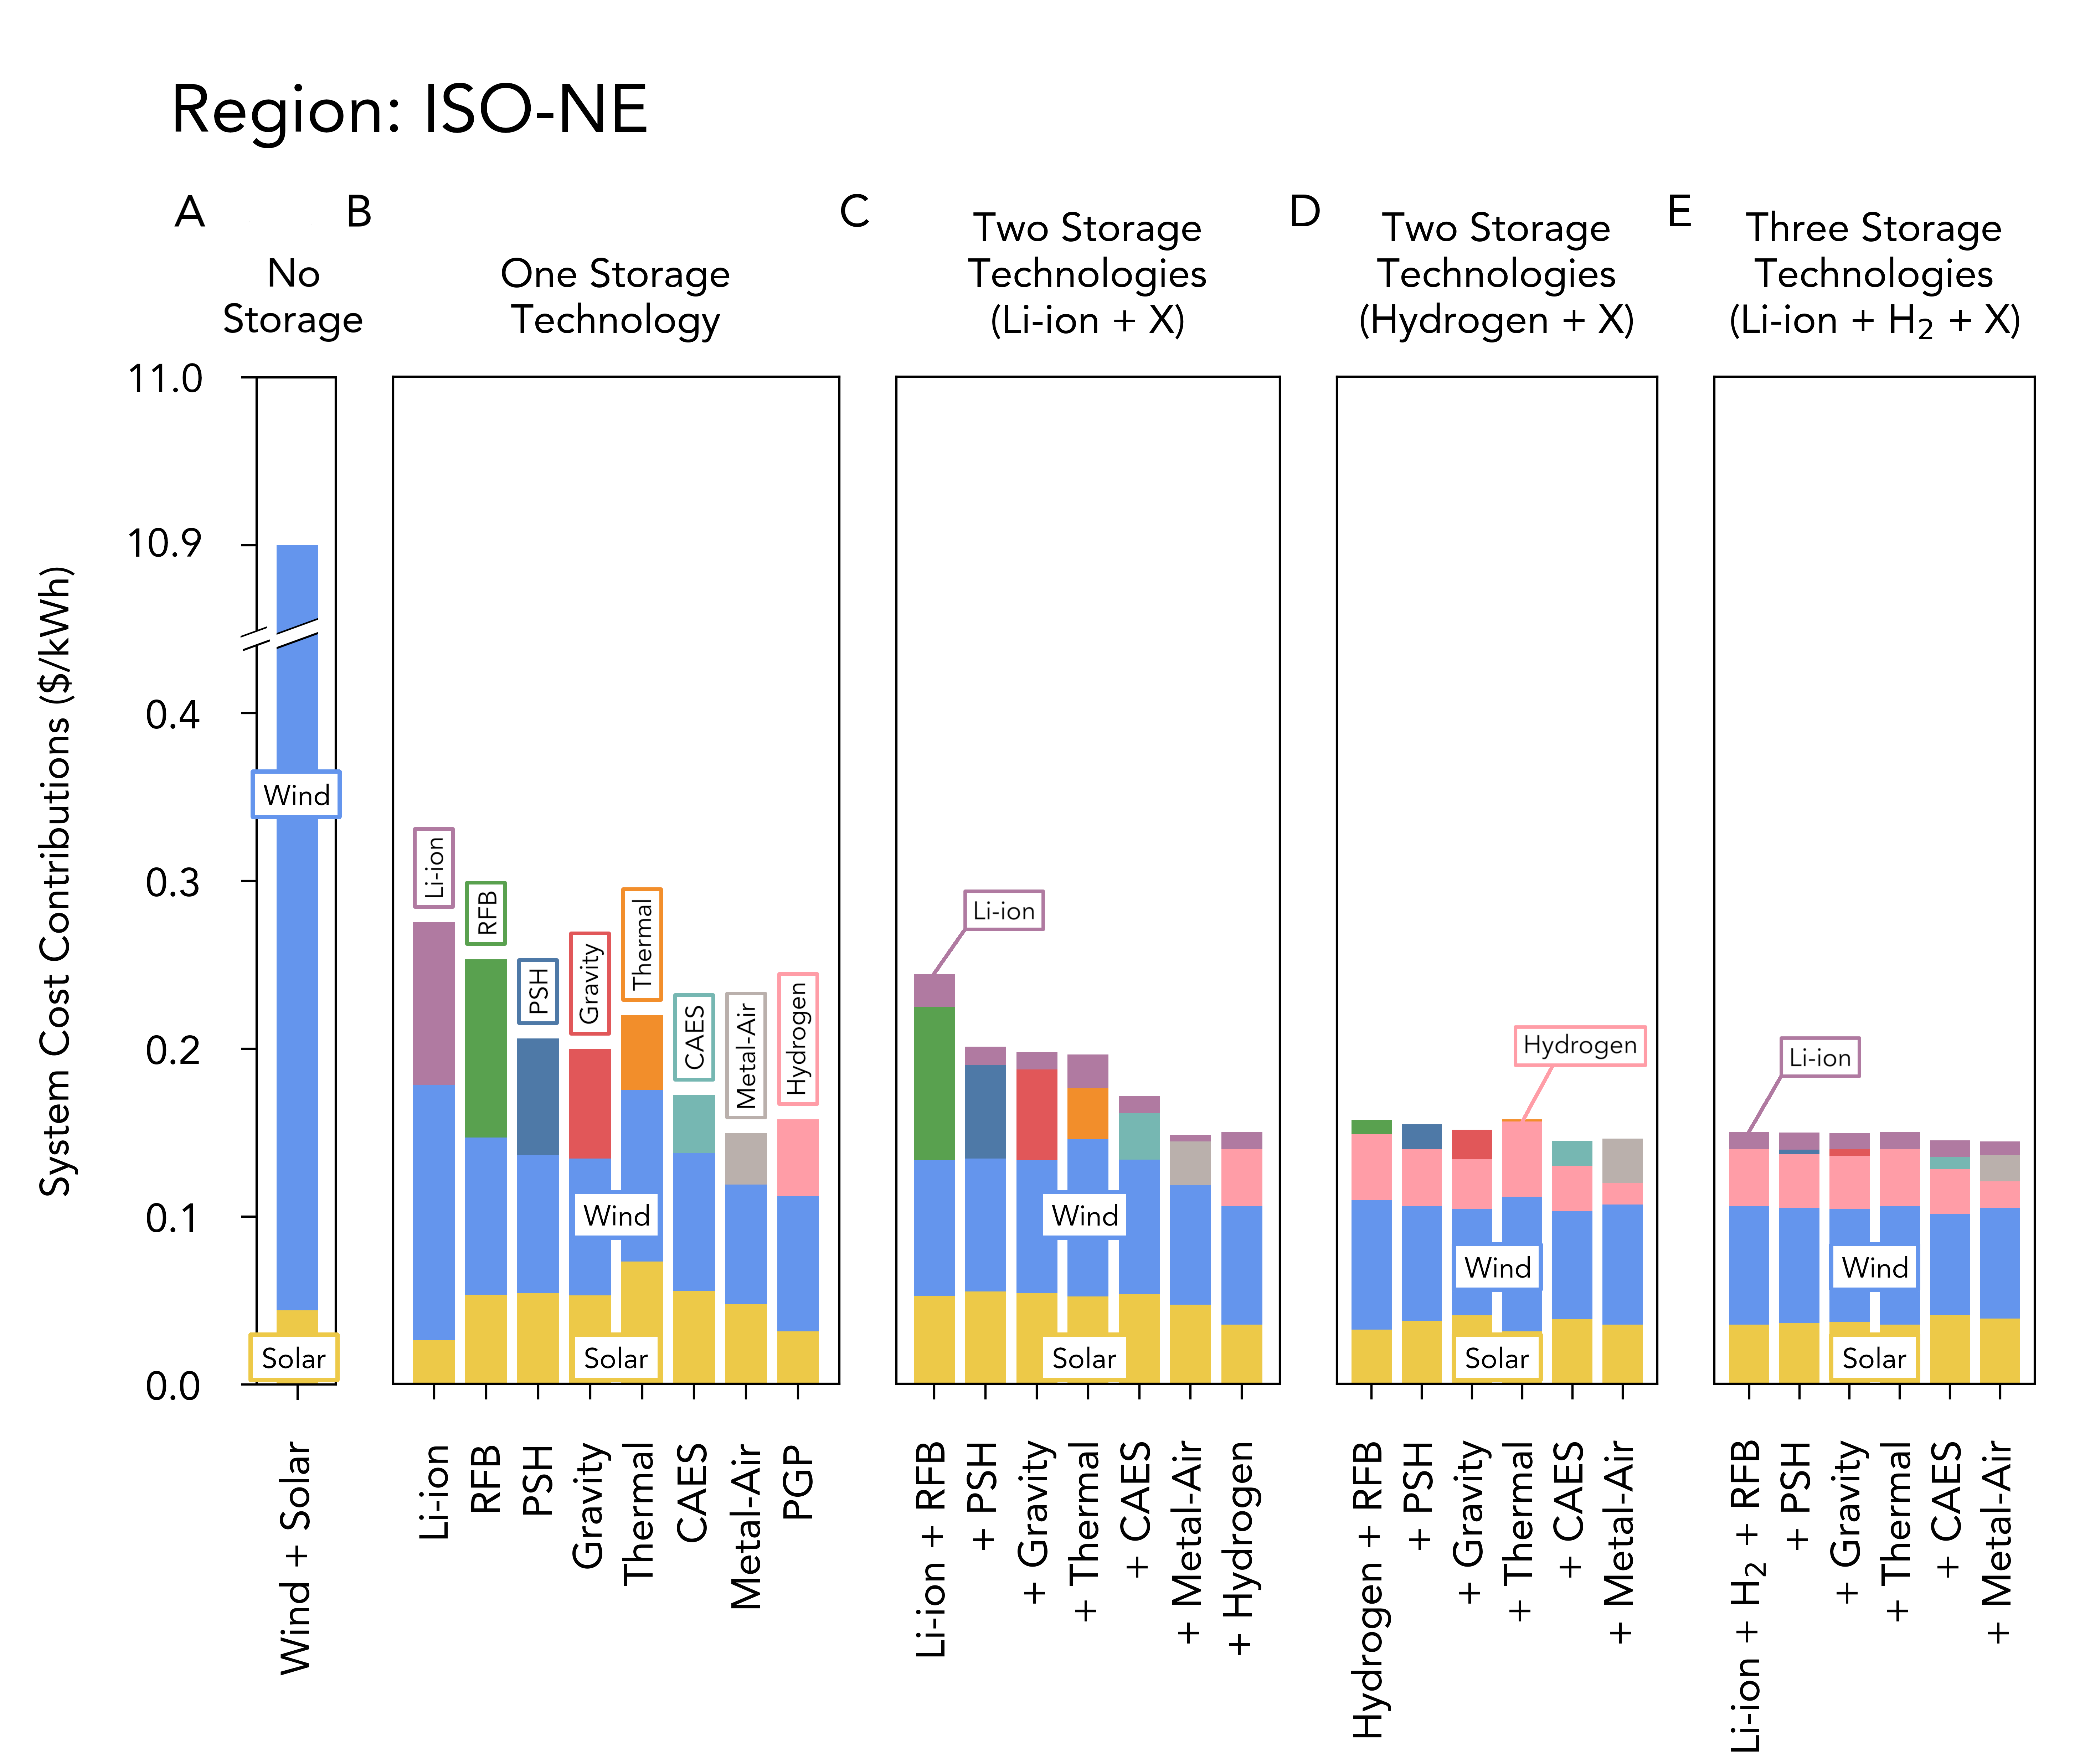 Region: ISO-NE
A
No
Storage
B
One Storage
Technology
C
Two Storage
Technologies
(Li-ion + X)
D
Two Storage
Technologies
(Hydrogen + X)
E
Three Storage
Technologies
(Li-ion + H₂ + X)
System Cost Contributions ($/kWh)
11.0
10.9
0.4
0.3
0.2
0.1
0.0
Wind
Solar
Li-ion
RFB
PSH
Gravity
Thermal
CAES
Metal-Air
Hydrogen
Wind
Solar
Li-ion
Wind
Solar
Hydrogen
Wind
Solar
Li-ion
Wind
Solar
Wind + Solar
Li-ion
RFB
PSH
Gravity
Thermal
CAES
Metal-Air
PGP
Li-ion + RFB
+ PSH
+ Gravity
+ Thermal
+ CAES
+ Metal-Air
+ Hydrogen
Hydrogen + RFB
+ PSH
+ Gravity
+ Thermal
+ CAES
+ Metal-Air
Li-ion + H₂ + RFB
+ PSH
+ Gravity
+ Thermal
+ CAES
+ Metal-Air